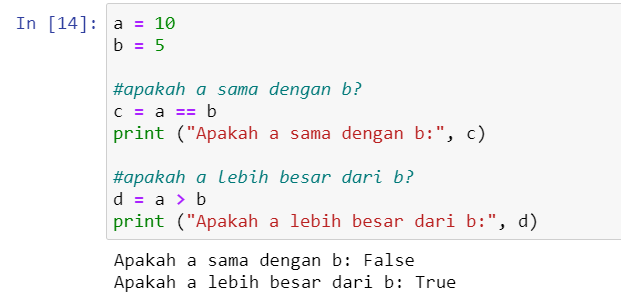 In [14]: a = 10
b = 5
#apakah a sama dengan b?
c = a == b
print ("Apakah a sama dengan b:", c)
#apakah a lebih besar dari b?
d = a > b
print ("Apakah a lebih besar dari b:", d)
Apakah a sama dengan b: False
Apakah a lebih besar dari b: True